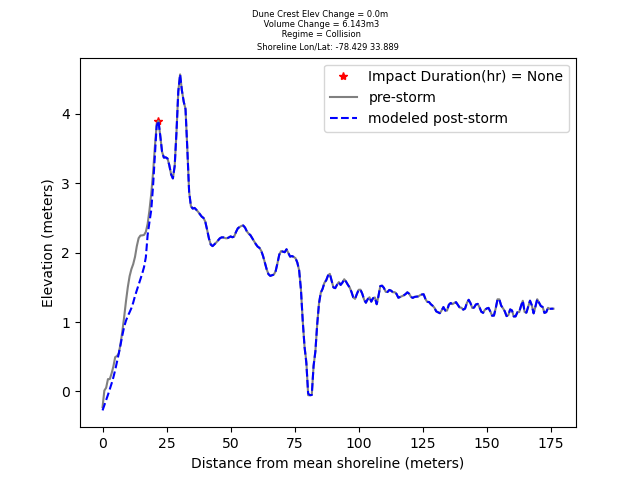 Dune Crest Elev Change = 0.0m
Volume Change = 6.143m3
Regime = Collision
Shoreline Lon/Lat: -78.429 33.889
Impact Duration(hr) = None
pre-storm
modeled post-storm
Elevation (meters)
4
3
2
1
0
0 25 50 75 100 125 150 175
Distance from mean shoreline (meters)